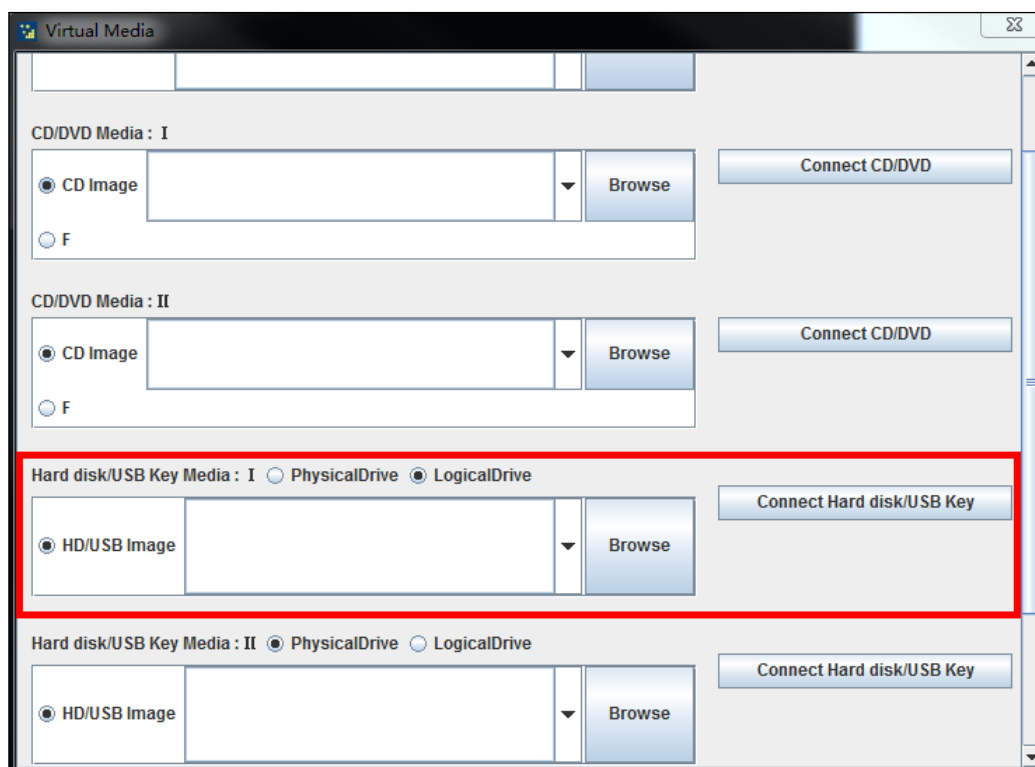 Virtual Media
CD/DVD Media : I
CD Image
Browse
Connect CD/DVD
F
CD/DVD Media : II
CD Image
Browse
Connect CD/DVD
F
Hard disk/USB Key Media : I PhysicalDrive LogicalDrive
HD/USB Image
Browse
Connect Hard disk/USB Key
Hard disk/USB Key Media : II PhysicalDrive LogicalDrive
HD/USB Image
Browse
Connect Hard disk/USB Key